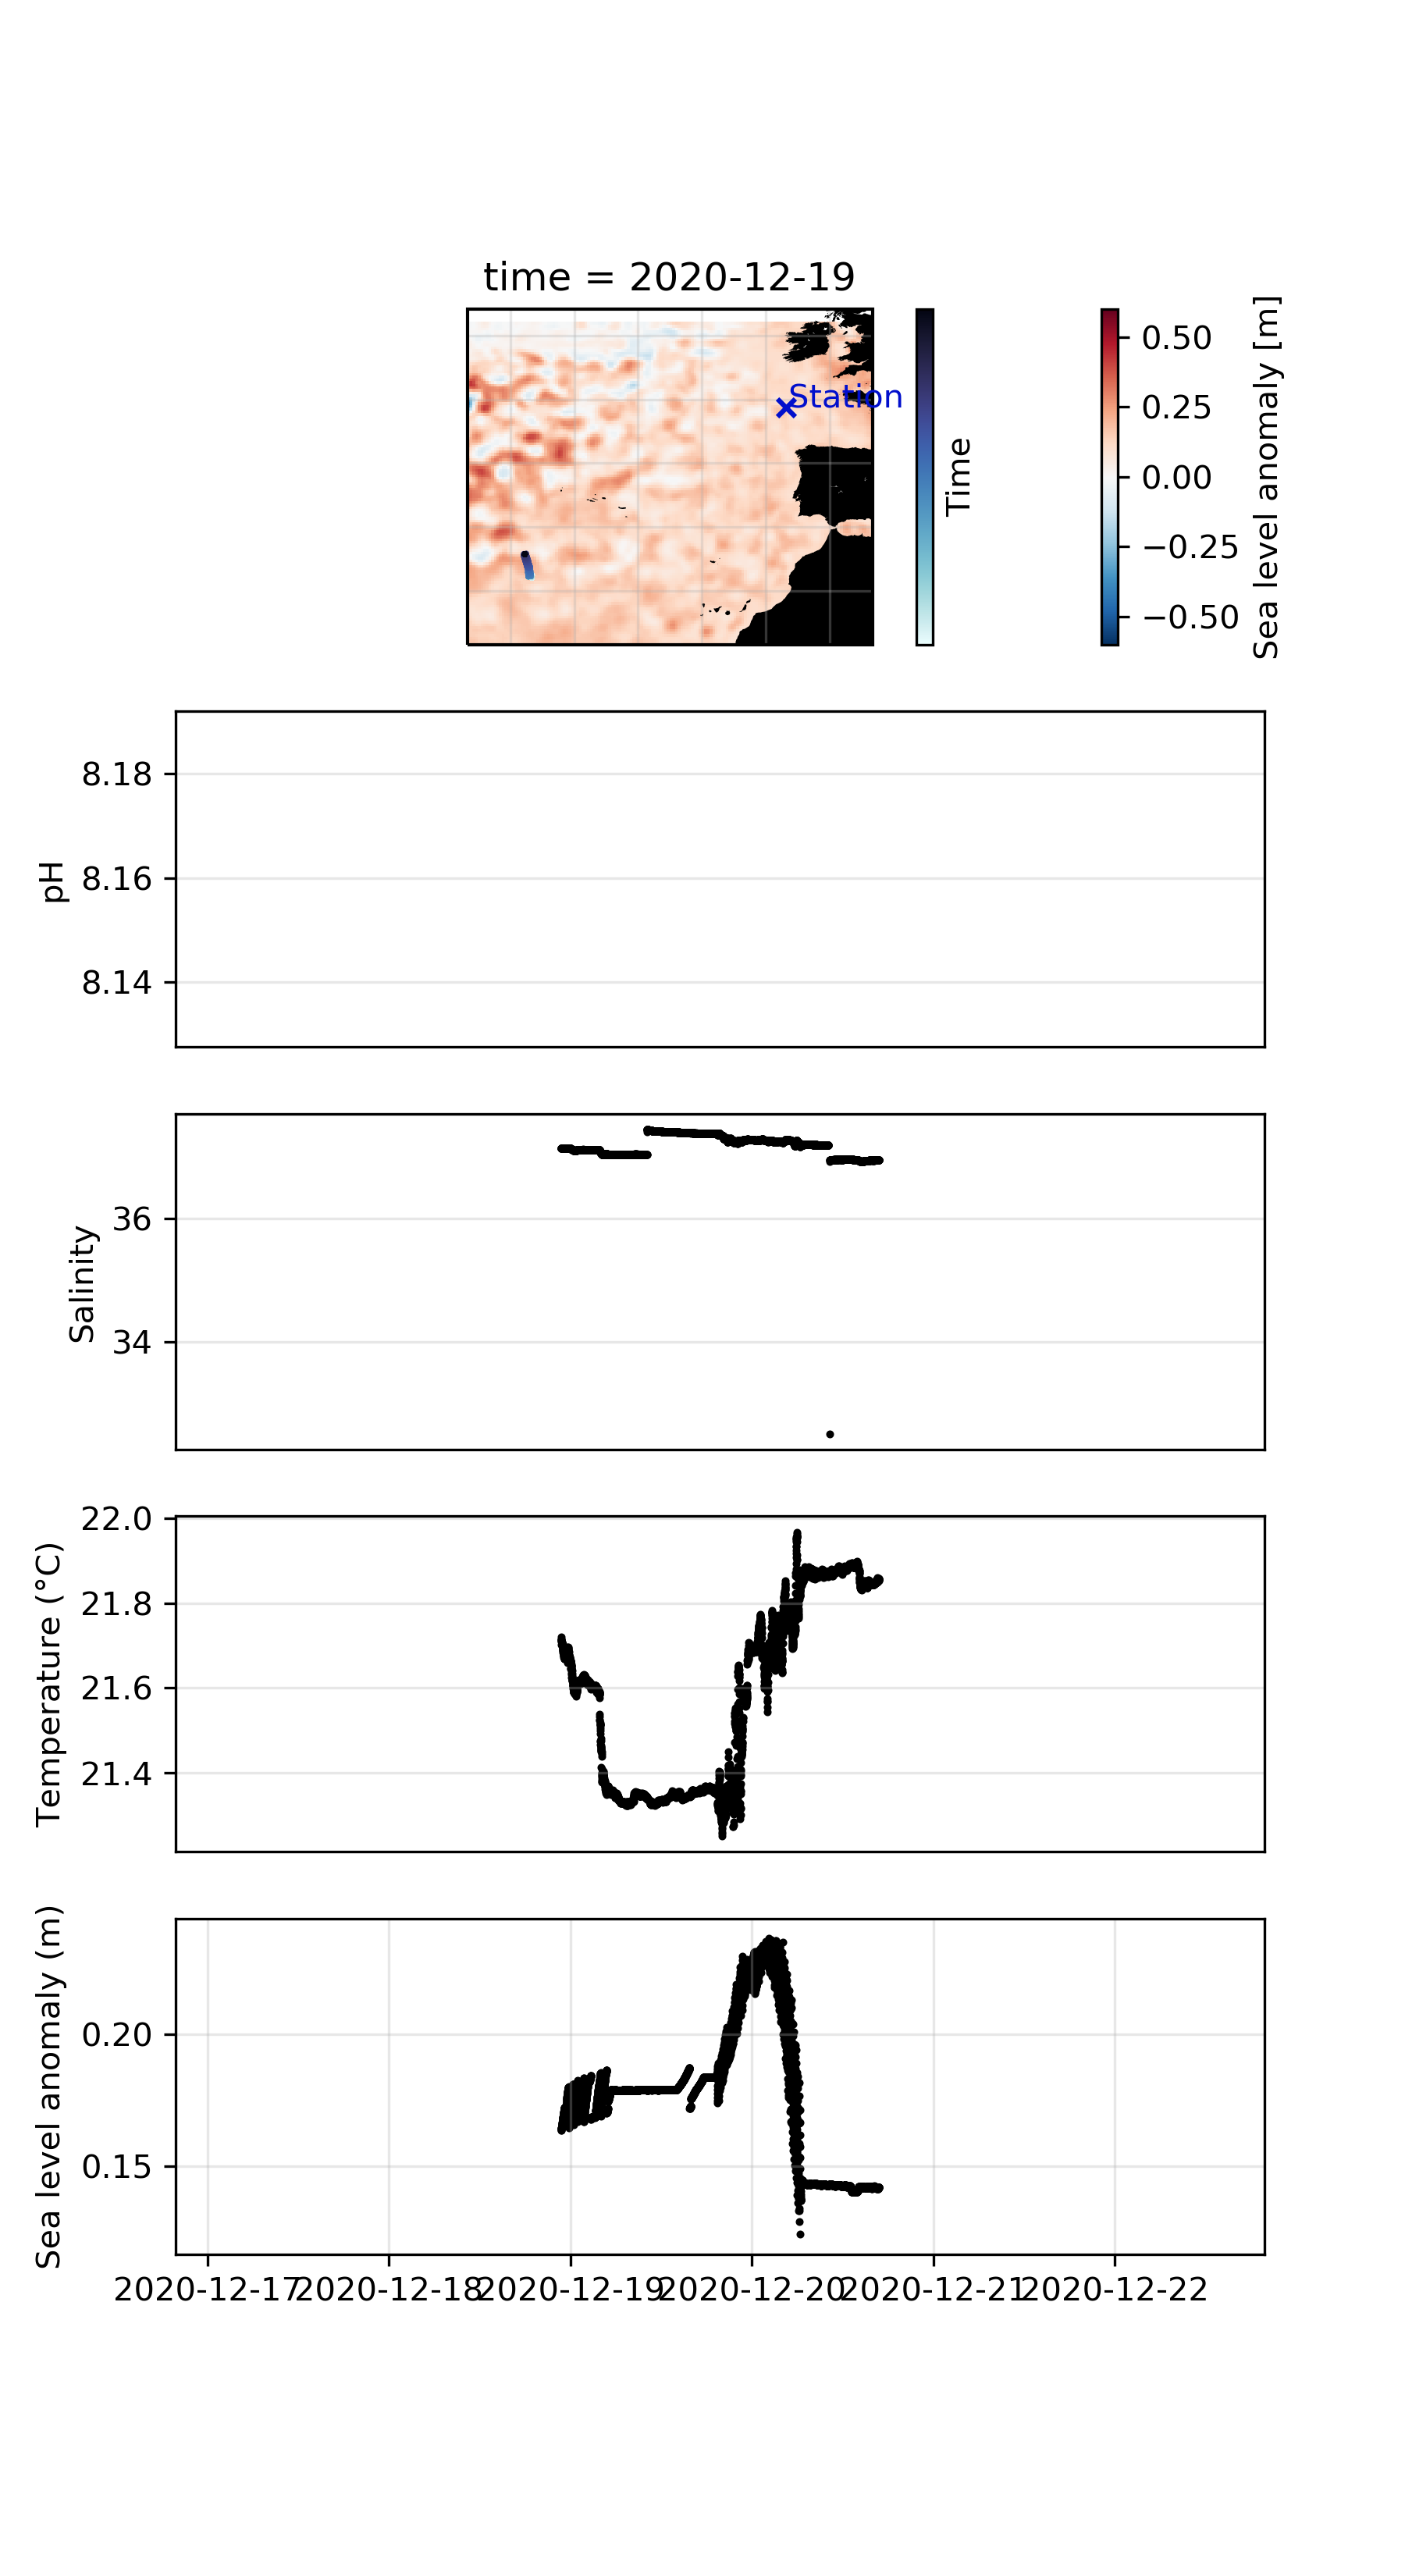 time = 2020-12-19
Station
Time
0.50
0.25
0.00
−0.25
−0.50
Sea level anomaly [m]
8.18
8.16
8.14
pH
36
34
Salinity
22.0
21.8
21.6
21.4
Temperature (°C)
0.20
0.15
Sea level anomaly (m)
2020-12-17 2020-12-18 2020-12-19 2020-12-20 2020-12-21 2020-12-22